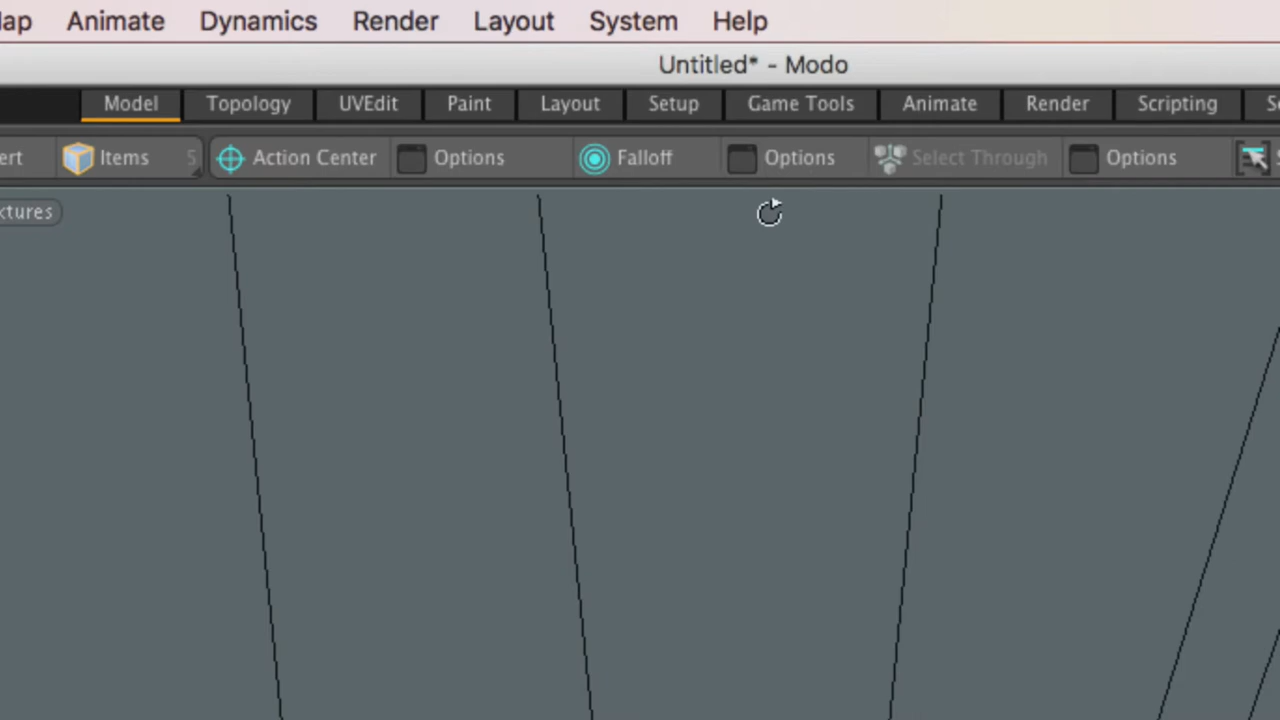 Animate Dynamics Render Layout System Help
Untitled* - Modo
Model Topology UVEdit Paint Layout Setup Game Tools Animate Render Scripting
Items 5 Action Center Options Falloff Options Select Through Options